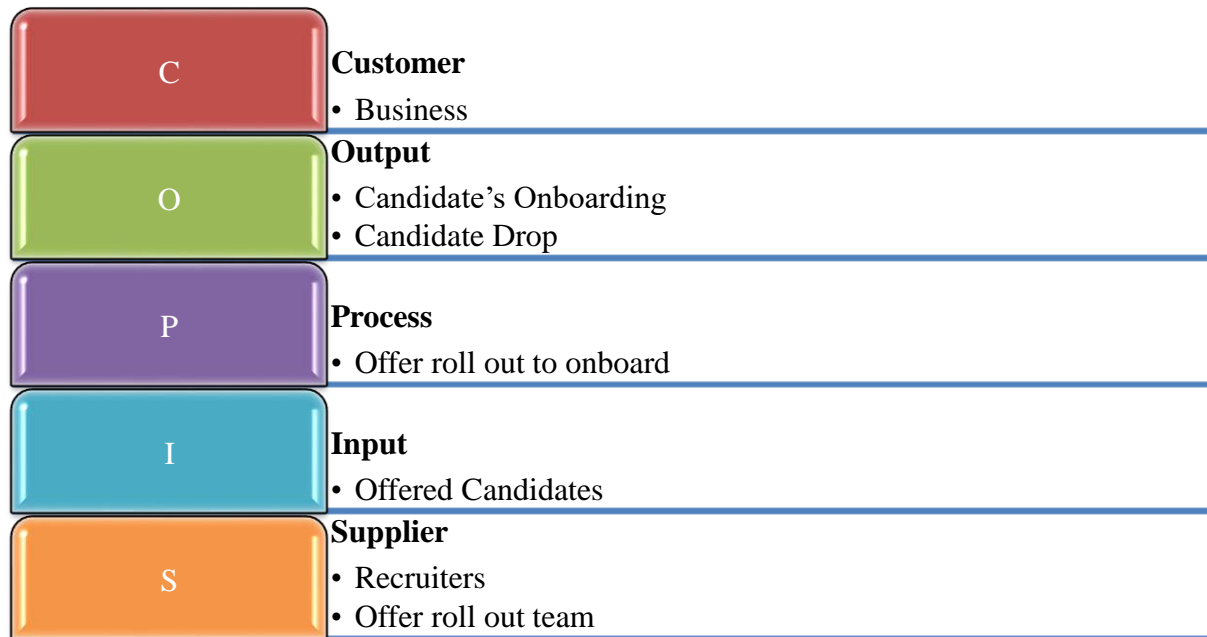 C
Customer
• Business
O
Output
• Candidate’s Onboarding
• Candidate Drop
P
Process
• Offer roll out to onboard
I
Input
• Offered Candidates
S
Supplier
• Recruiters
• Offer roll out team